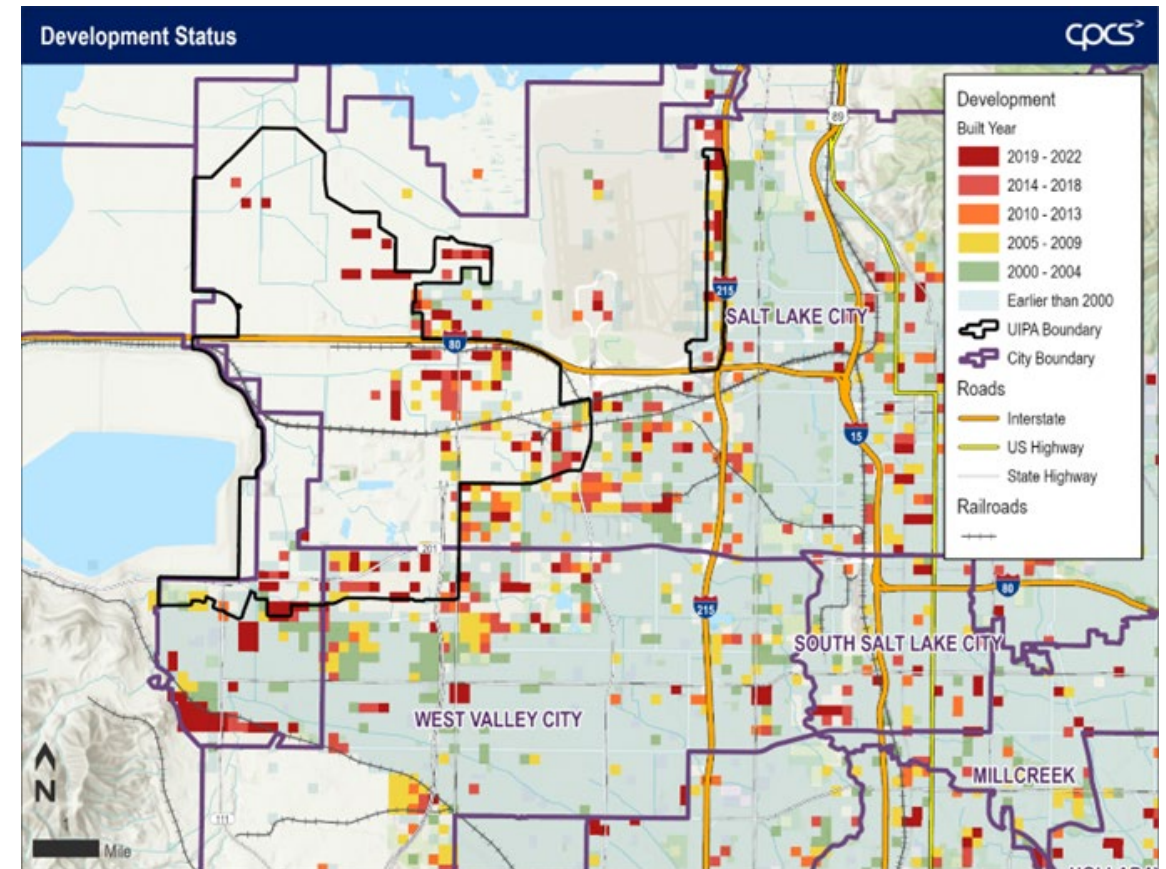 Development Status
cpcs
Development
Built Year
2019 - 2022
2014 - 2018
2010 - 2013
2005 - 2009
2000 - 2004
Earlier than 2000
UIPA Boundary
City Boundary
Roads
Interstate
US Highway
State Highway
Railroads
89
215
SALT LAKE CITY
80
15
201
80
215
SOUTH SALT LAKE CITY
WEST VALLEY CITY
MILLCREEK
111
N
1
Mile